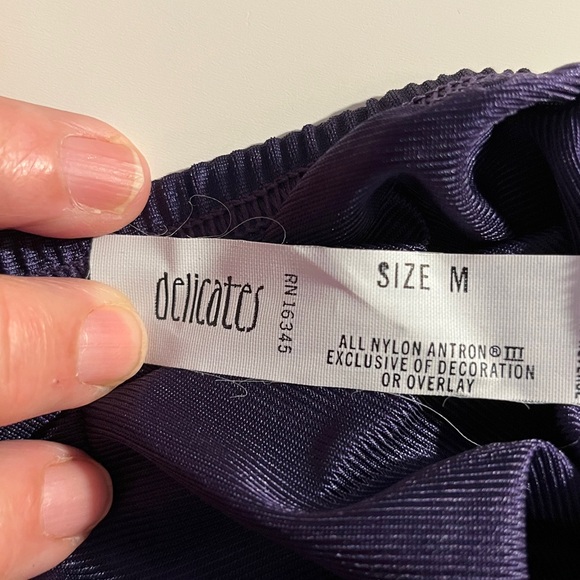 delicates
RN 16345
SIZE M
ALL NYLON ANTRON® III
EXCLUSIVE OF DECORATION
OR OVERLAY